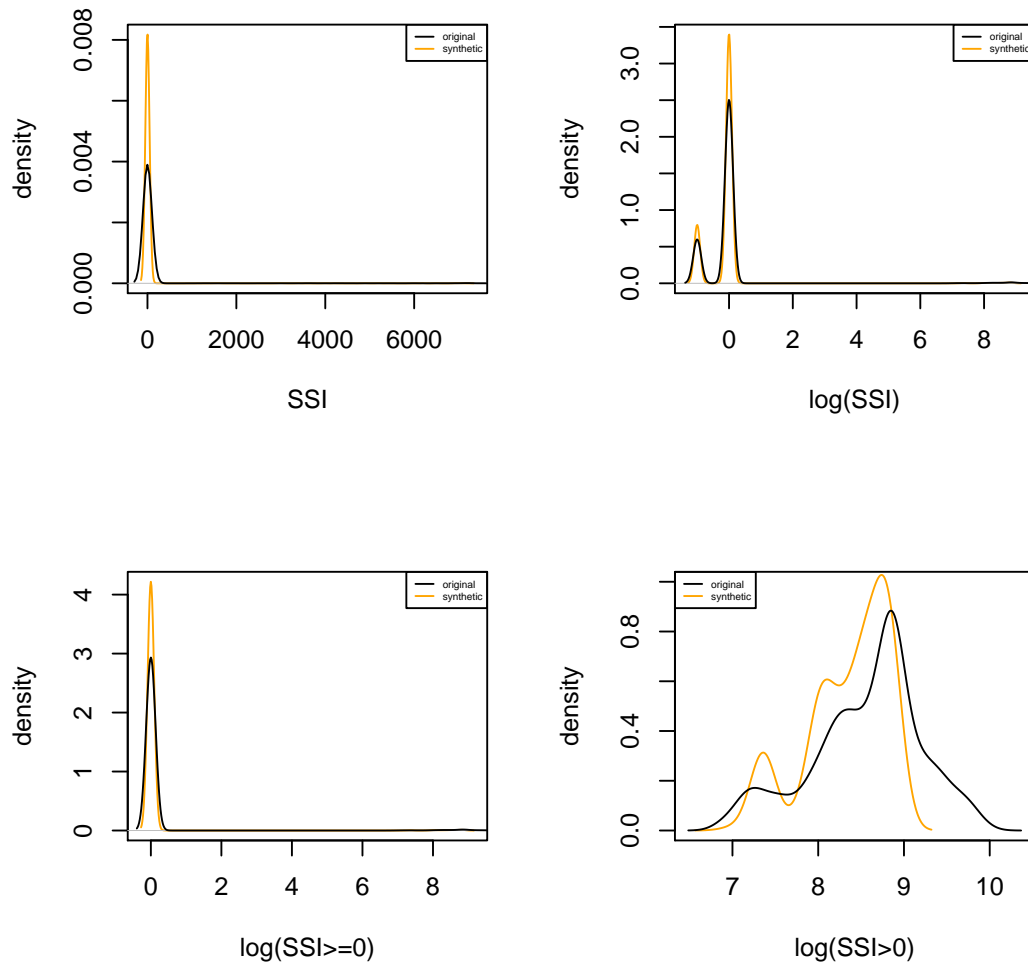 original
synthetic
density
0.000
0.004
0.008
0
2000
4000
6000
SSI
original
synthetic
density
0.0
1.0
2.0
3.0
0
2
4
6
8
log(SSI)
original
synthetic
density
0
1
2
3
4
0
2
4
6
8
log(SSI>=0)
original
synthetic
density
0.0
0.4
0.8
7
8
9
10
log(SSI>0)